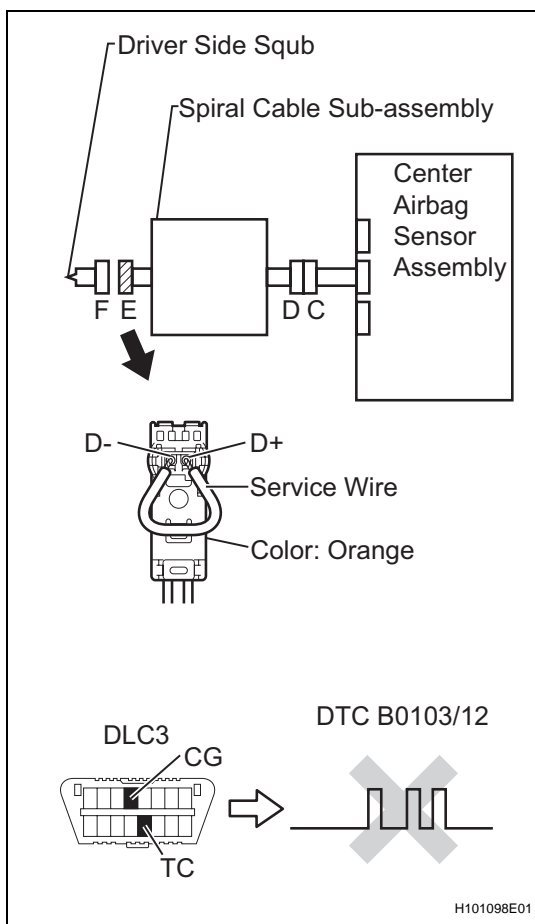 Driver Side Squb
Spiral Cable Sub-assembly
Center
Airbag
Sensor
Assembly
F E D C
D- D+
Service Wire
Color: Orange
DTC B0103/12
DLC3
CG
TC
H101098E01